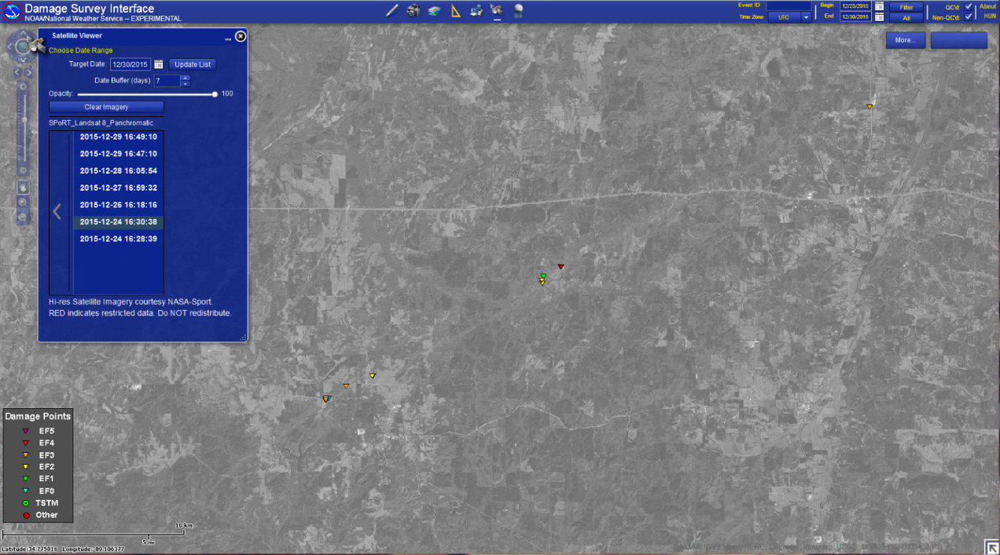 Damage Survey Interface
NOAA/National Weather Service – EXPERIMENTAL
Event ID
Time Zone
UTC
Begin 12/23/2015
End 12/30/2015
Filter
All
QC'd:
Non-QC'd:
About
HUN
More...
Satellite Viewer
Choose Date Range
Target Date: 12/30/2015 Update List
Date Buffer (days) 7
Opacity: 100
Clear Imagery
SPoRT_Landsat 8_Panchromatic
2015-12-29 16:49:10
2015-12-29 16:47:10
2015-12-28 16:05:54
2015-12-27 16:59:32
2015-12-26 16:18:16
2015-12-24 16:30:38
2015-12-24 16:28:39
Hi-res Satellite Imagery courtesy NASA-Sport.
RED indicates restricted data. Do NOT redistribute.
Damage Points
EF5
EF4
EF3
EF2
EF1
EF0
TSTM
Other
10 km
5 mi
Latitude:34.775816 Longitude:-89.106377